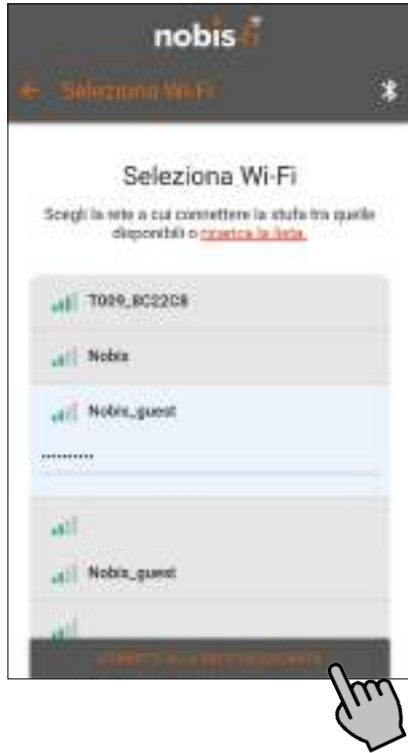 nobis
Seleziona Wi-Fi
Seleziona Wi-Fi
Scegli la rete a cui connettere la stufa tra quelle
disponibili o ricarica la lista.
T009_8C22C8
Nobis
Nobis_guest
••••••••••
Nobis_guest